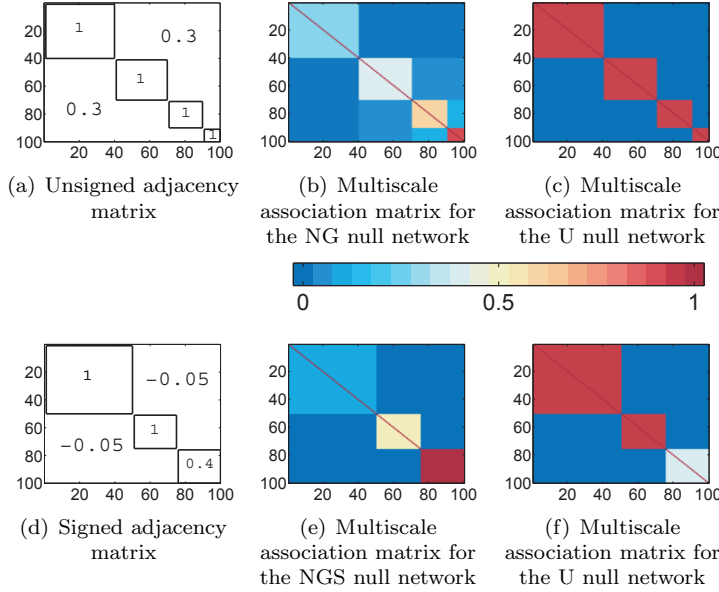 1
0.3
1
0.3
1
1
20
40
60
80
100
20 40 60 80 100
20
40
60
80
100
20 40 60 80 100
20
40
60
80
100
20 40 60 80 100
(a) Unsigned adjacency
matrix
(b) Multiscale
association matrix for
the NG null network
(c) Multiscale
association matrix for
the U null network
0 0.5 1
1
−0.05
−0.05
1
0.4
20
40
60
80
100
20 40 60 80 100
20
40
60
80
100
20 40 60 80 100
20
40
60
80
100
20 40 60 80 100
(d) Signed adjacency
matrix
(e) Multiscale
association matrix for
the NGS null network
(f) Multiscale
association matrix for
the U null network